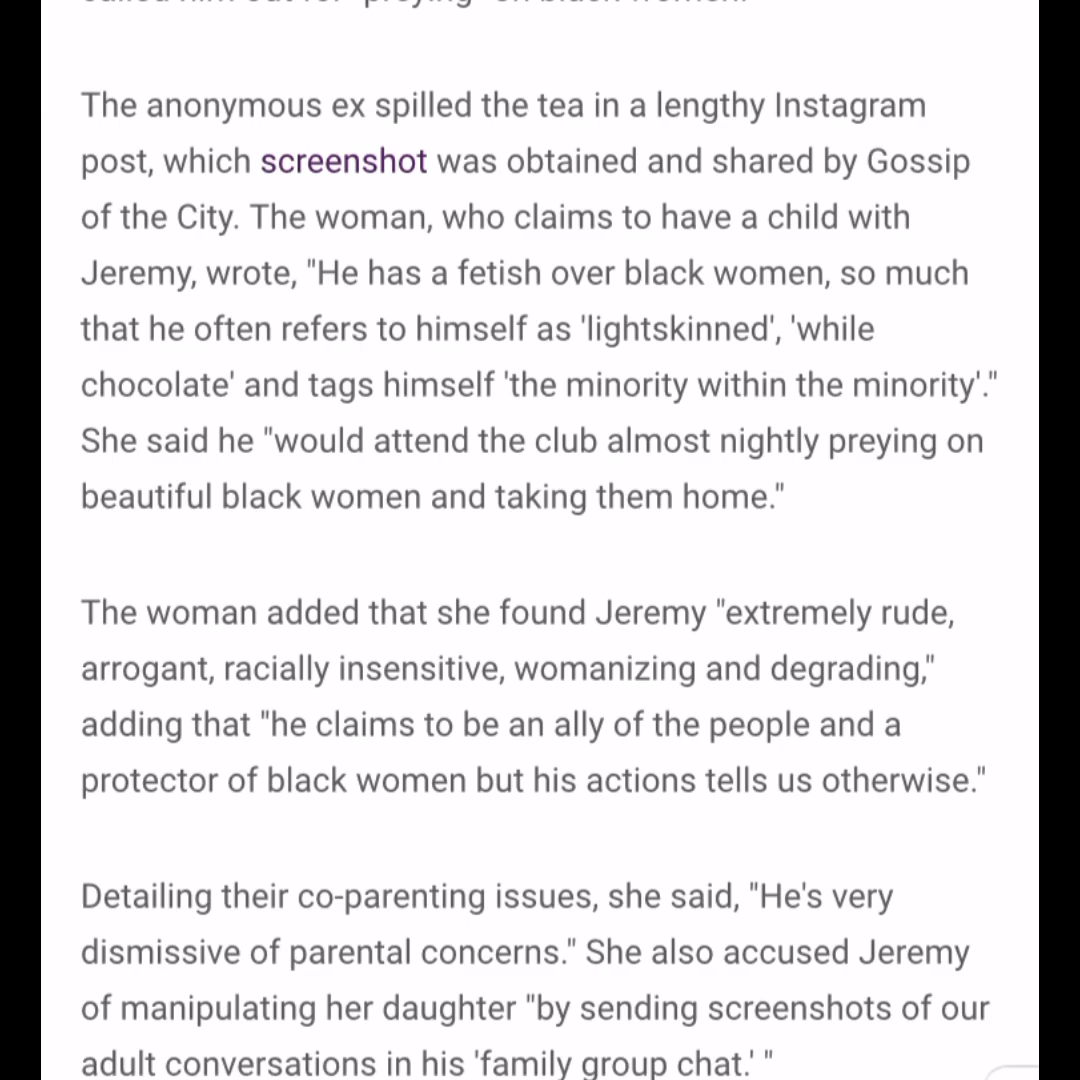 The anonymous ex spilled the tea in a lengthy Instagram
post, which screenshot was obtained and shared by Gossip
of the City. The woman, who claims to have a child with
Jeremy, wrote, "He has a fetish over black women, so much
that he often refers to himself as 'lightskinned', 'while
chocolate' and tags himself 'the minority within the minority'."
She said he "would attend the club almost nightly preying on
beautiful black women and taking them home."
The woman added that she found Jeremy "extremely rude,
arrogant, racially insensitive, womanizing and degrading,"
adding that "he claims to be an ally of the people and a
protector of black women but his actions tells us otherwise."
Detailing their co-parenting issues, she said, "He's very
dismissive of parental concerns." She also accused Jeremy
of manipulating her daughter "by sending screenshots of our
adult conversations in his 'family group chat.' "